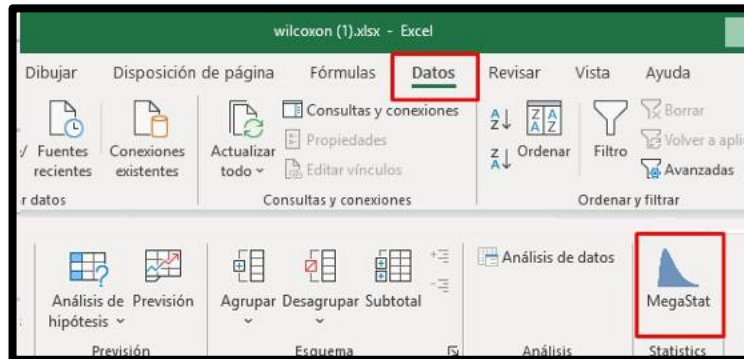 wilcoxon (1).xlsx - Excel
Dibujar Disposición de página Fórmulas Datos Revisar Vista Ayuda
Fuentes recientes
Conexiones existentes
Actualizar todo
Consultas y conexiones
Propiedades
Editar vínculos
Ordenar
Filtro
Borrar
Volver a apli
Avanzadas
r datos
Consultas y conexiones
Ordenar y filtrar
Análisis de hipótesis
Previsión
Agrupar
Desagrupar
Subtotal
Análisis de datos
MegaStat
Previsión
Esquema
Análisis
Statistics